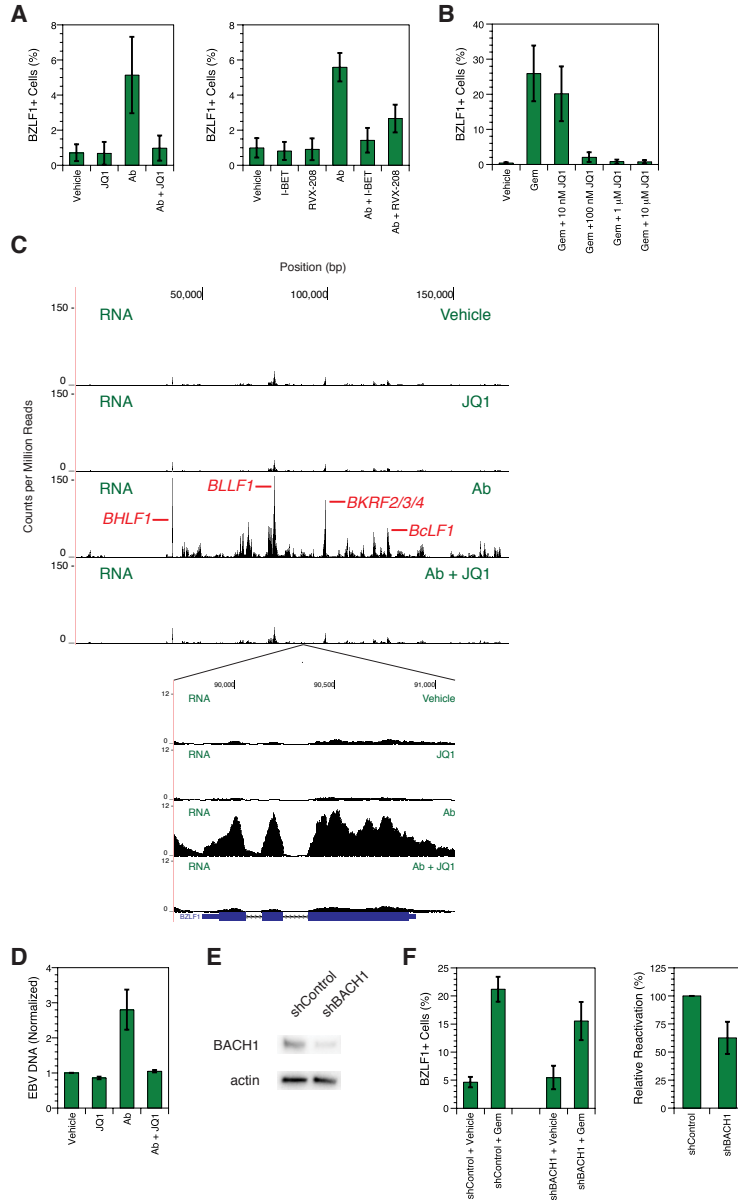 A
B
BZLF1+ Cells (%)
8
6
4
2
0
Vehicle
JQ1
Ab
Ab + JQ1
BZLF1+ Cells (%)
8
6
4
2
0
Vehicle
I-BET
RVX-208
Ab
Ab + I-BET
Ab + RVX-208
BZLF1+ Cells (%)
40
30
20
10
0
Vehicle
Gem
Gem + 10 nM JQ1
Gem +100 nM JQ1
Gem + 1 µM JQ1
Gem + 10 µM JQ1
C
Position (bp)
50,000 100,000 150,000
Counts per Million Reads
150
RNA Vehicle
0
150
RNA JQ1
0
150
RNA Ab
BLLF1
BKRF2/3/4
BHLF1
BcLF1
0
150
RNA Ab + JQ1
0
90,000 90,500 91,000
12
RNA Vehicle
0
12
RNA JQ1
0
12
RNA Ab
0
12
RNA Ab + JQ1
0
BZLF1
D
E
F
EBV DNA (Normalized)
4
3
2
1
0
Vehicle
JQ1
Ab
Ab + JQ1
shControl
shBACH1
BACH1
actin
BZLF1+ Cells (%)
25
20
15
10
5
0
shControl + Vehicle
shControl + Gem
shBACH1 + Vehicle
shBACH1 + Gem
Relative Reactivation (%)
125
100
75
50
25
0
shControl
shBACH1